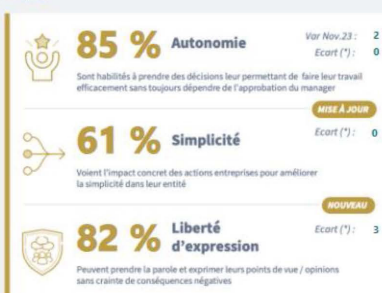 85 % Autonomie
Var Nov.23 : 2
Ecart (*) : 0
Sont habilités à prendre des décisions leur permettant de faire leur travail
efficacement sans toujours dépendre de l'approbation du manager
MISE À JOUR
61 % Simplicité
Ecart (*) : 0
Voient l'impact concret des actions entreprises pour améliorer
la simplicité dans leur entité
NOUVEAU
82 % Liberté
d'expression
Ecart (*) : 3
Peuvent prendre la parole et exprimer leurs points de vue / opinions
sans crainte de conséquences négatives